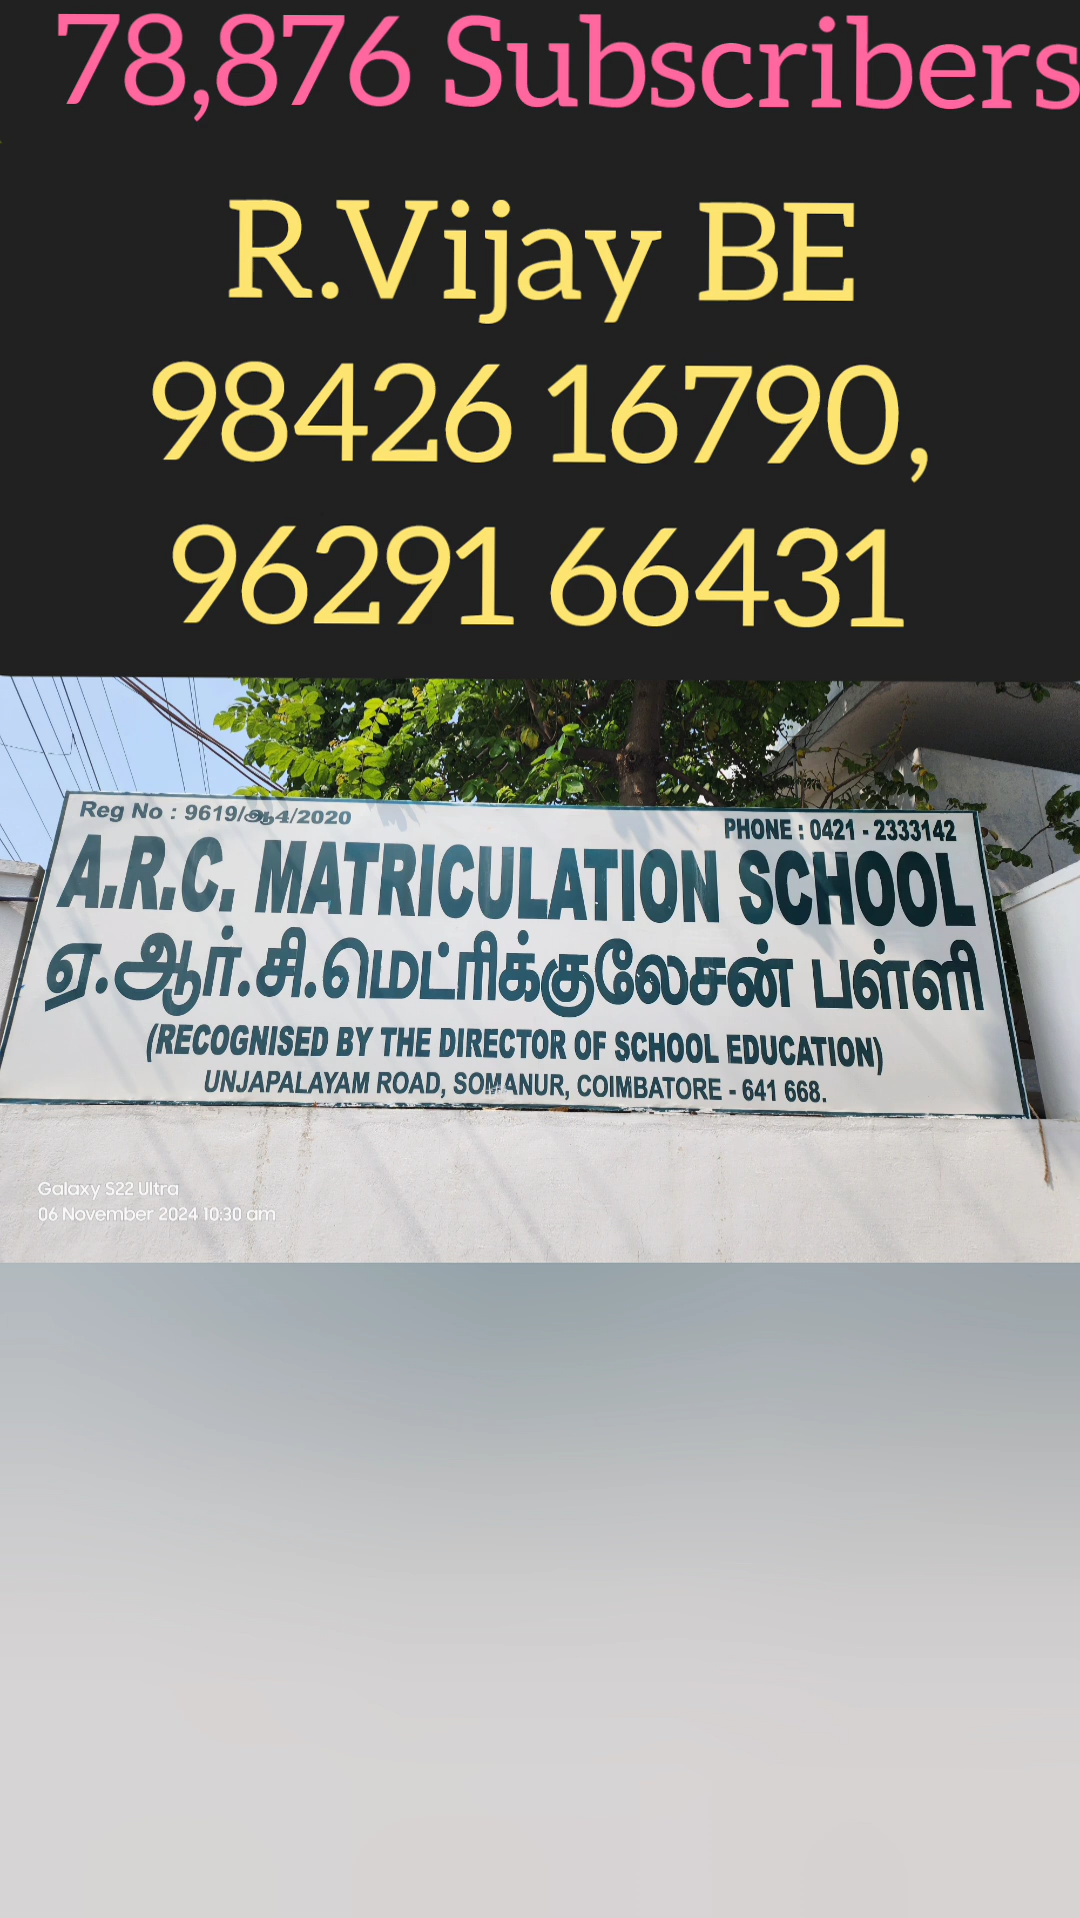 78,876 Subscribers
R.Vijay BE
98426 16790,
96291 66431
Reg No : 9619/ஆ4/2020
PHONE : 0421 - 2333142
A.R.C. MATRICULATION SCHOOL
ஏ.ஆர்.சி.மெட்ரிக்குலேசன் பள்ளி
(RECOGNISED BY THE DIRECTOR OF SCHOOL EDUCATION)
UNJAPALAYAM ROAD, SOMANUR, COIMBATORE - 641 668.
Galaxy S22 Ultra
06 November 2024 10:30 am